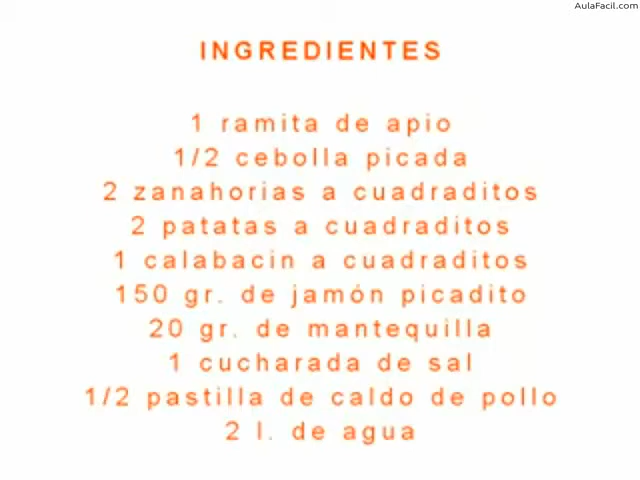 AulaFacil.com
INGREDIENTES
1 ramita de apio
1/2 cebolla picada
2 zanahorias a cuadraditos
2 patatas a cuadraditos
1 calabacin a cuadraditos
150 gr. de jamón picadito
20 gr. de mantequilla
1 cucharada de sal
1/2 pastilla de caldo de pollo
2 l. de agua